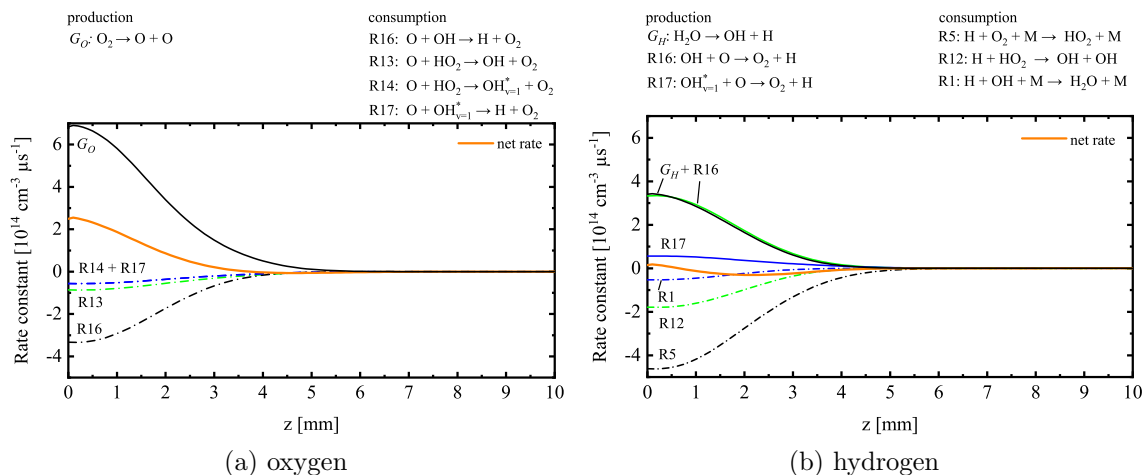 production
G_O: O₂ → O + O
consumption
R16: O + OH → H + O₂
R13: O + HO₂ → OH + O₂
R14: O + HO₂ → OH*ᵥ₌₁ + O₂
R17: O + OH*ᵥ₌₁ → H + O₂
Rate constant [10¹⁴ cm⁻³ μs⁻¹]
6
4
2
0
-2
-4
G_O
net rate
R14 + R17
R13
R16
0 1 2 3 4 5 6 7 8 9 10
z [mm]
(a) oxygen
production
G_H: H₂O → OH + H
R16: OH + O → O₂ + H
R17: OH*ᵥ₌₁ + O → O₂ + H
consumption
R5: H + O₂ + M → HO₂ + M
R12: H + HO₂ → OH + OH
R1: H + OH + M → H₂O + M
Rate constant [10¹⁴ cm⁻³ μs⁻¹]
6
4
2
0
-2
-4
net rate
G_H + R16
R17
R1
R12
R5
0 1 2 3 4 5 6 7 8 9 10
z [mm]
(b) hydrogen